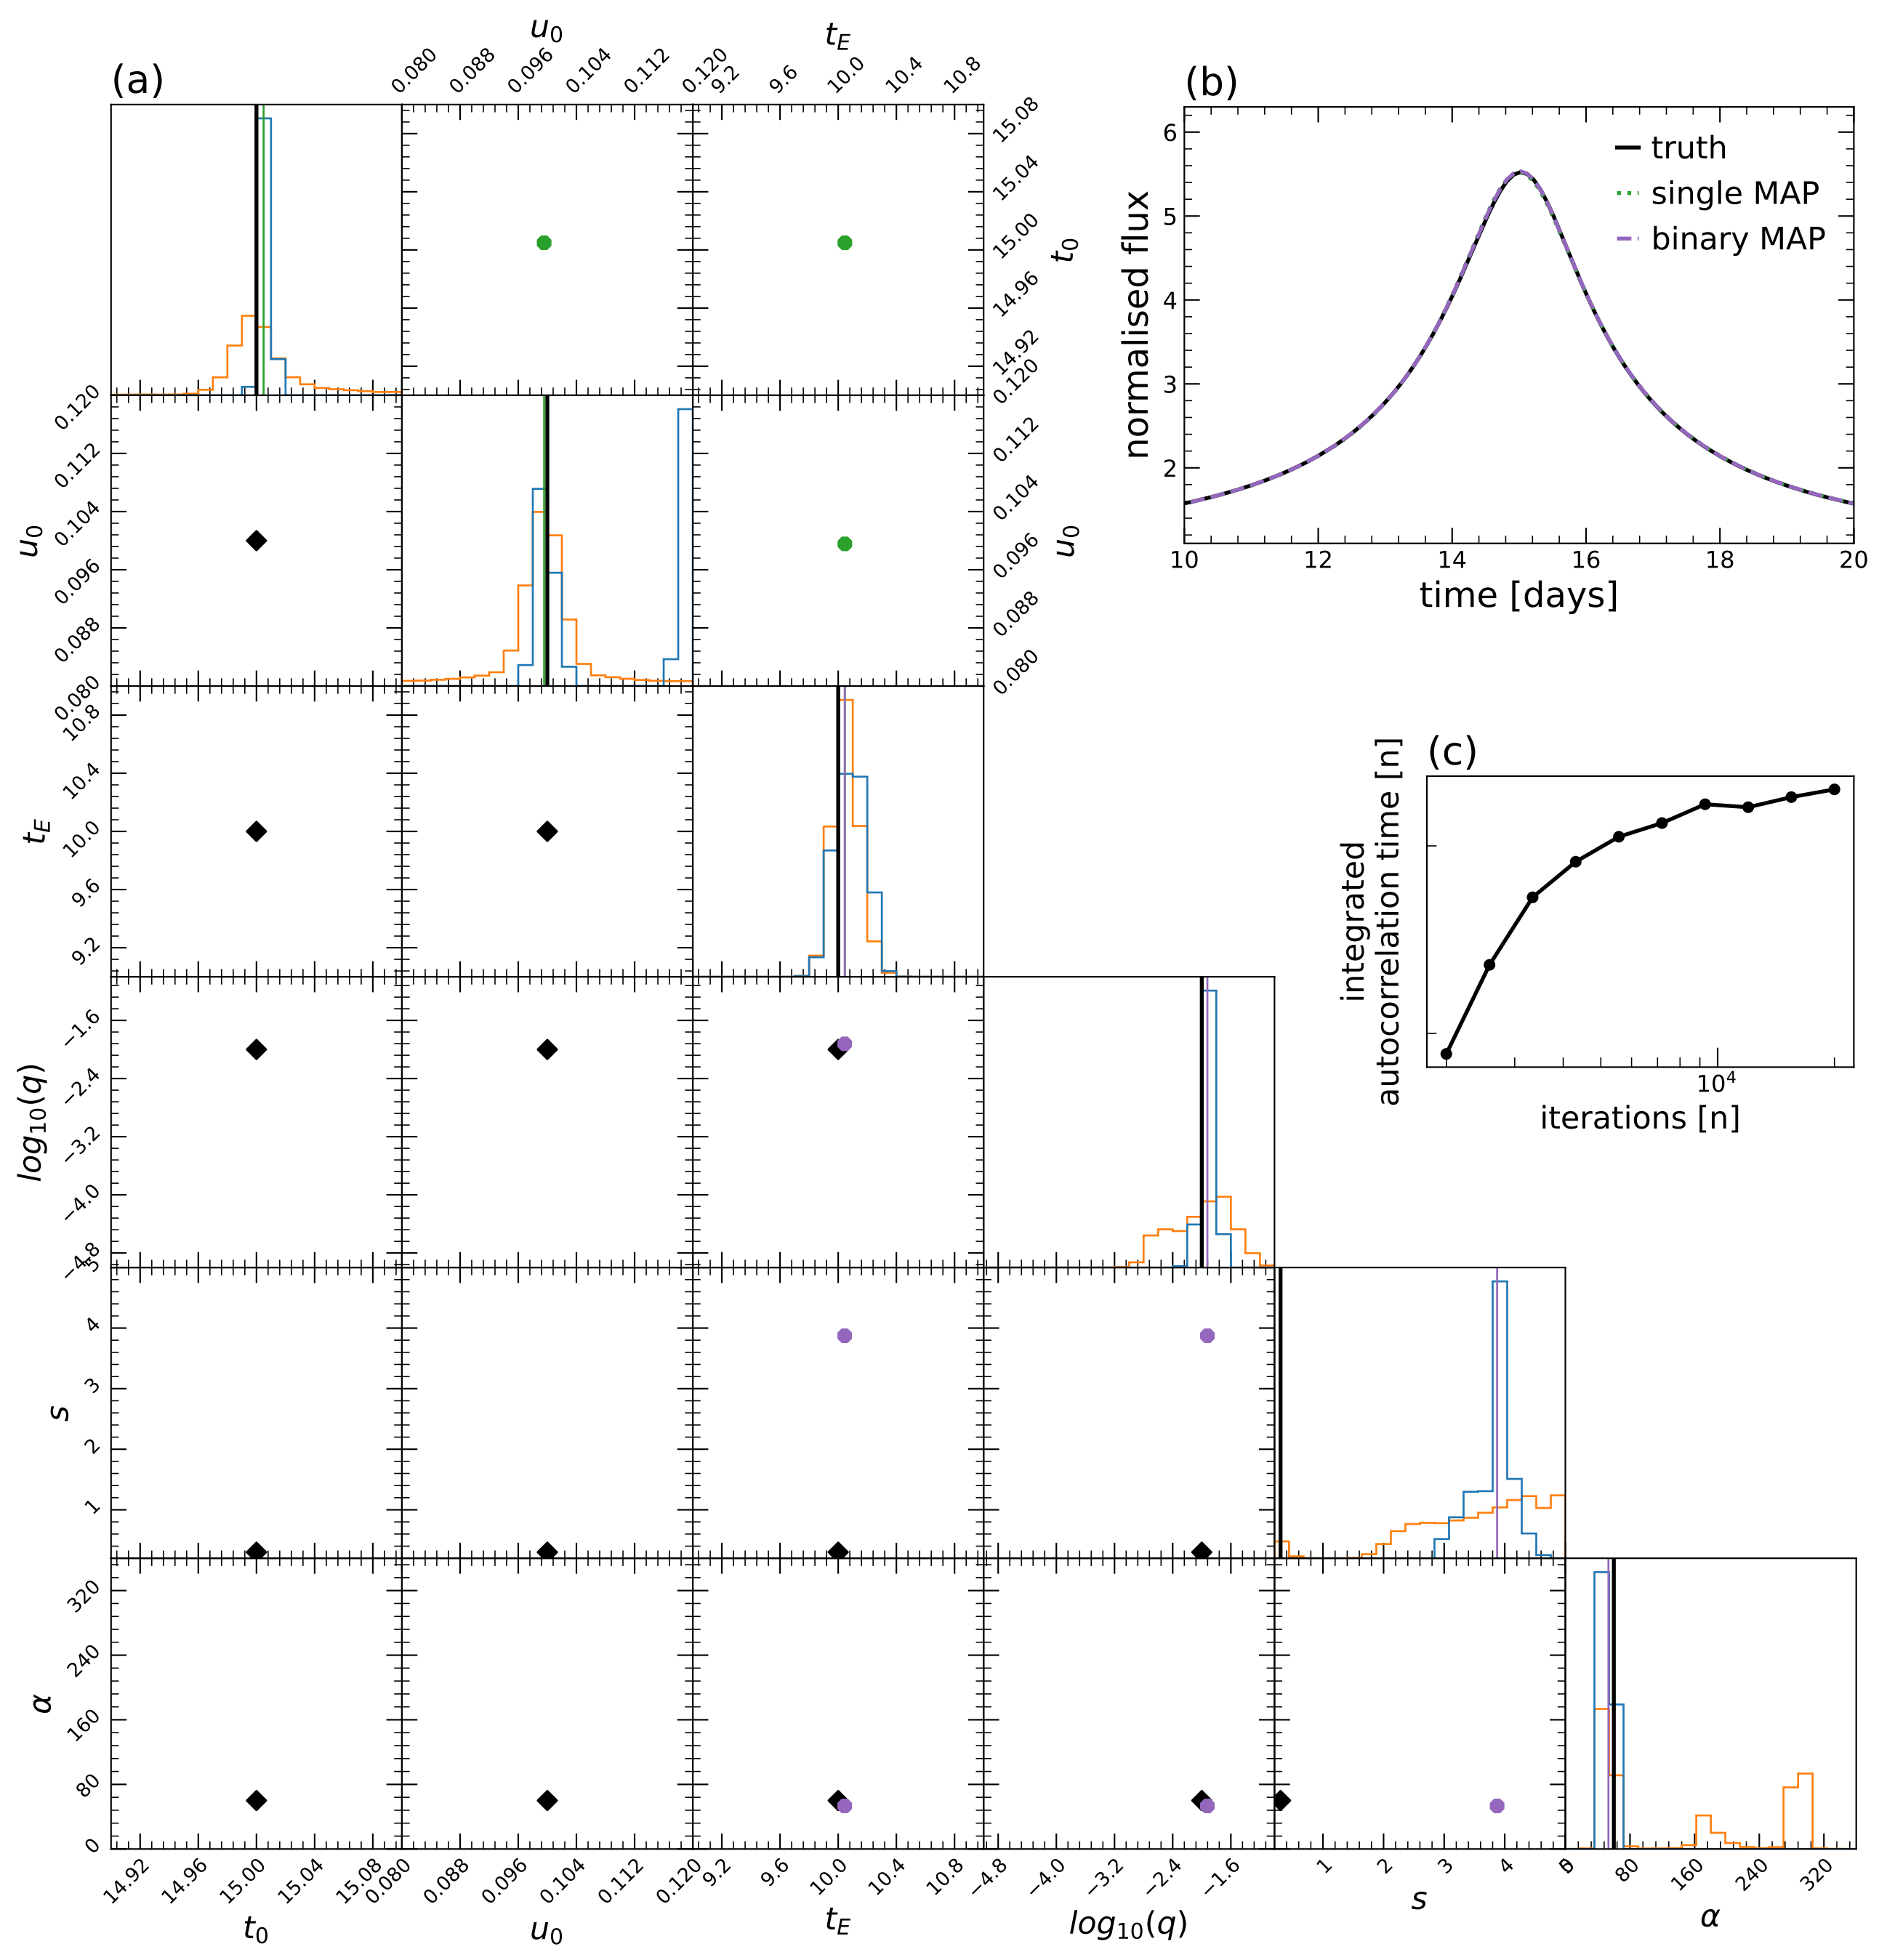 u0
tE
0.080 0.088 0.096 0.104 0.112 0.120
9.2 9.6 10.0 10.4 10.8
(a)
15.08
15.04
15.00
14.96
14.92
t0
0.120
0.112
0.104
0.096
0.088
0.080
u0
0.120
0.112
0.104
0.096
0.088
0.080
u0
10.8
10.4
10.0
9.6
9.2
tE
−1.6
−2.4
−3.2
−4.0
−4.8
log10(q)
4
3
2
1
s
320
240
160
80
0
α
14.92 14.96 15.00 15.04 15.08
t0
0.080 0.088 0.096 0.104 0.112 0.120
u0
9.2 9.6 10.0 10.4 10.8
tE
−4.8 −4.0 −3.2 −2.4 −1.6
log10(q)
1 2 3 4
s
80 160 240 320
α
(b)
truth
single MAP
binary MAP
6
5
4
3
2
normalised flux
10 12 14 16 18 20
time [days]
(c)
integrated
autocorrelation time [n]
10^4
iterations [n]